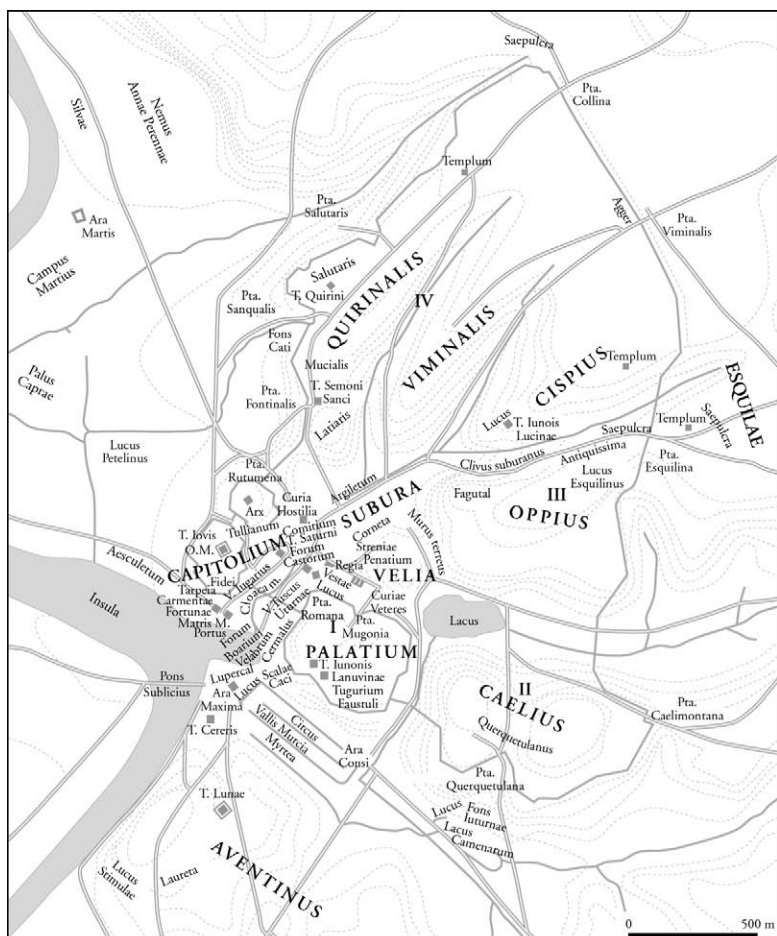 Saepulcra
Pta.
Collina
Silvae
Nemus
Annae Perennae
Templum
Pta.
Salutaris
Agger
Pta.
Viminalis
Ara
Martis
Campus
Martius
Salutaris
T. Quirini
QUIRINALIS
IV
VIMINALIS
Pta.
Sanqualis
Fons
Cati
Mucialis
T. Semoni
Sanci
CISPIUS
Templum
ESQUILAE
Palus
Caprae
Pta.
Fontinalis
Latiaris
Lucus
T. Iunois
Lucinae
Templum
Saepulcra
Saepulcra
Lucus
Petelinus
Clivus suburanus
Antiquissima
Pta.
Esquilina
Lucus
Esquilinus
Pta.
Rutumena
Argiletum
Fagutal
III
OPPIUS
Arx
Curia
Hostilia
SUBURA
Tullianum
Comitium
Murus terreus
T. Iovis
O.M.
CAPITOLIUM
T. Saturni
Forum
Castorum
Corneta
Streniae
Penatium
Regia
Vestae
VELIA
Aesculetum
Fidei
V. Iugarius
Tarpeia
Carmentae
Fortunae
Matris M.
Portus
Cloaca m.
V. Tuscus
Uturnae
Lucus
Curiae
Veteres
Pta.
Romana
I
Pta.
Mugonia
PALATIUM
Lacus
Insula
Forum
Boarium
Velabrum
Cermalus
T. Iunonis
Lanuvinae
Tugurium
Faustuli
II
CAELIUS
Pta.
Caelimontana
Pons
Sublicius
Lupercal
Lucus
Scalae
Caci
Ara
Maxima
T. Cereris
Circus
Vallis Murcia
Myrtea
Ara
Consi
Querquetulanus
Pta.
Querquetulana
T. Lunae
Lucus
Fons
Iuturnae
Lacus
Camenarum
Lucus
Stimulae
Laureta
AVENTINUS
0 500 m